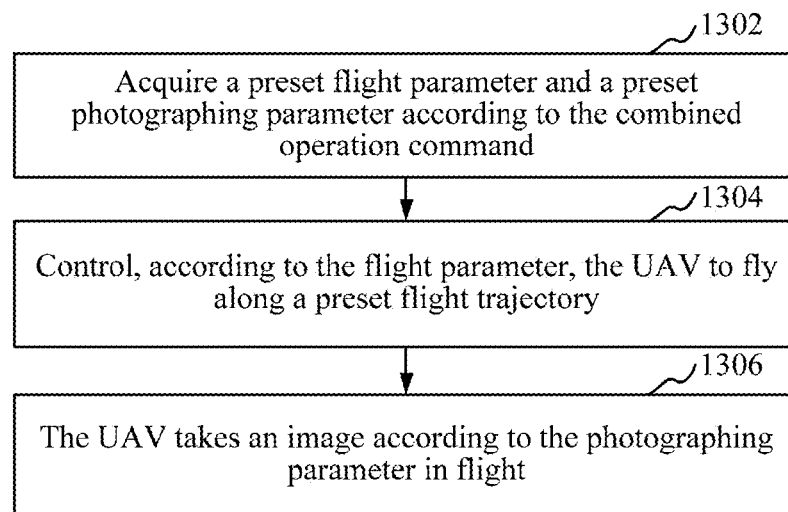 1302
Acquire a preset flight parameter and a preset
photographing parameter according to the combined
operation command
1304
Control, according to the flight parameter, the UAV to fly
along a preset flight trajectory
1306
The UAV takes an image according to the photographing
parameter in flight